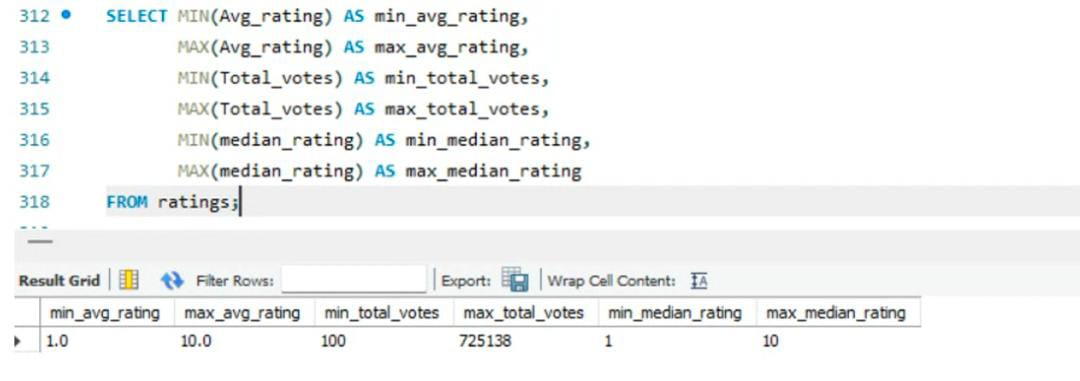 312 SELECT MIN(Avg_rating) AS min_avg_rating,
313 MAX(Avg_rating) AS max_avg_rating,
314 MIN(Total_votes) AS min_total_votes,
315 MAX(Total_votes) AS max_total_votes,
316 MIN(median_rating) AS min_median_rating,
317 MAX(median_rating) AS max_median_rating
318 FROM ratings;
Result Grid Filter Rows: Export: Wrap Cell Content: IA
min_avg_rating max_avg_rating min_total_votes max_total_votes min_median_rating max_median_rating
1.0 10.0 100 725138 1 10